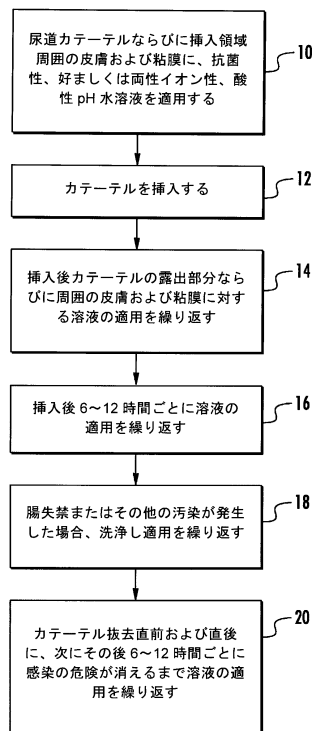 尿道カテーテルならびに挿入領域
周囲の皮膚および粘膜に、抗菌
性、好ましくは両性イオン性、酸
性 pH 水溶液を適用する
10
カテーテルを挿入する
12
挿入後カテーテルの露出部分なら
びに周囲の皮膚および粘膜に対す
る溶液の適用を繰り返す
14
挿入後 6～12 時間ごとに溶液の
適用を繰り返す
16
腸失禁またはその他の汚染が発生
した場合、洗浄し適用を繰り返す
18
カテーテル抜去直前および直後
に、次にその後 6～12 時間ごとに
感染の危険が消えるまで溶液の適
用を繰り返す
20